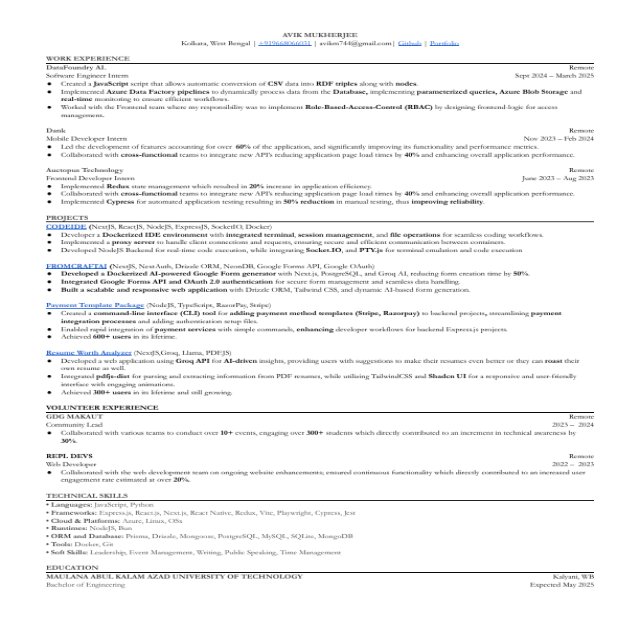 AVIK MUKHERJEE
Kolkata, West Bengal | +919668066031 | avikm744@gmail.com | Github | Portfolio
WORK EXPERIENCE
DataFoundry AI. Remote
Software Engineer Intern Sept 2024 – March 2025
● Created a JavaScript script that allows automatic conversion of CSV data into RDF triples along with nodes.
● Implemented Azure Data Factory pipelines to dynamically process data from the Database, implementing parameterized queries, Azure Blob Storage and
real-time monitoring to ensure efficient workflows.
● Worked with the Frontend team where my responsibility was to implement Role-Based-Access-Control (RBAC) by designing frontend-logic for access
management.
Dank Remote
Mobile Developer Intern Nov 2023 – Feb 2024
● Led the development of features accounting for over 60% of the application, and significantly improving its functionality and performance metrics.
● Collaborated with cross-functional teams to integrate new API's reducing application page load times by 40% and enhancing overall application performance.
Auctopus Technology Remote
Frontend Developer Intern June 2023 – Aug 2023
● Implemented Redux state management which resulted in 20% increase in application efficiency.
● Collaborated with cross-functional teams to integrate new API's reducing application page load times by 40% and enhancing overall application performance.
● Implemented Cypress for automated application testing resulting in 50% reduction in manual testing, thus improving reliability.
PROJECTS
CODEIDE (NestJS, ReactJS, NodeJS, ExpressJS, SocketIO, Docker)
● Developer a Dockerized IDE environment with integrated terminal, session management, and file operations for seamless coding workflows.
● Implemented a proxy server to handle client connections and requests, ensuring secure and efficient communication between containers.
● Developed NodeJS Backend for real-time code execution, while integrating Socket.IO, and PTY.js for terminal emulation and code execution
FROMCRAFTAI (NestJS, NextAuth, Drizzle ORM, NeonDB, Google Forms API, Google OAuth)
● Developed a Dockerized AI-powered Google Form generator with Next.js, PostgreSQL, and Groq AI, reducing form creation time by 50%.
● Integrated Google Forms API and OAuth 2.0 authentication for secure form management and seamless data handling.
● Built a scalable and responsive web application with Drizzle ORM, Tailwind CSS, and dynamic AI-based form generation.
Payment Template Package (NodeJS, TypeScript, RazorPay, Stripe)
● Created a command-line interface (CLI) tool for adding payment method templates (Stripe, Razorpay) to backend projects, streamlining payment
integration processes and adding authentication setup files.
● Enabled rapid integration of payment services with simple commands, enhancing developer workflows for backend Express.js projects.
● Achieved 600+ users in its lifetime.
Resume Worth Analyzer (NextJS,Groq, Llama, PDF.JS)
● Developed a web application using Groq API for AI-driven insights, providing users with suggestions to make their resumes even better or they can roast their
own resume as well.
● Integrated pdfjs-dist for parsing and extracting information from PDF resumes, while utilising TailwindCSS and Shaden UI for a responsive and user-friendly
interface with engaging animations.
● Achieved 300+ users in its lifetime and still growing.
VOLUNTEER EXPERIENCE
GDG MAKAUT Remote
Community Lead 2023 – 2024
● Collaborated with various teams to conduct over 10+ events, engaging over 300+ students which directly contributed to an increment in technical awareness by
30%.
REPL DEVS Remote
Web Developer 2022 – 2023
● Collaborated with the web development team on ongoing website enhancements; ensured continuous functionality which directly contributed to an increased user
engagement rate estimated at over 20%.
TECHNICAL SKILLS
• Languages: JavaScript, Python
• Frameworks: Express.js, React.js, Next.js, React Native, Redux, Vite, Playwright, Cypress, Jest
• Cloud & Platforms: Azure, Linux, OSs
• Runtimes: NodeJS, Bun
• ORM and Database: Prisma, Drizzle, Mongoose, PostgreSQL, MySQL, SQLite, MongoDB
• Tools: Docker, Git
• Soft Skills: Leadership, Event Management, Writing, Public Speaking, Time Management
EDUCATION
MAULANA ABUL KALAM AZAD UNIVERSITY OF TECHNOLOGY Kalyani, WB
Bachelor of Engineering Expected May 2025